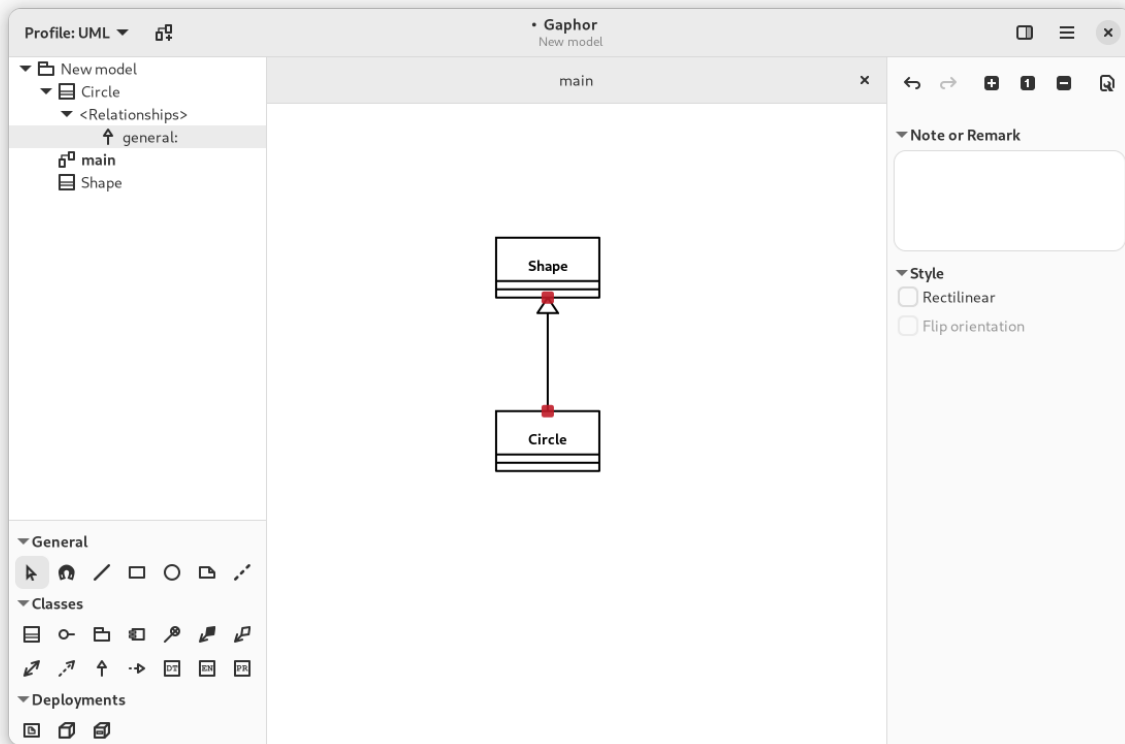 Profile: UML
• Gaphor
New model
New model
Circle
<Relationships>
general:
main
Shape
main
Shape
Circle
Note or Remark
Style
Rectilinear
Flip orientation
General
Classes
DT
EN
PR
Deployments